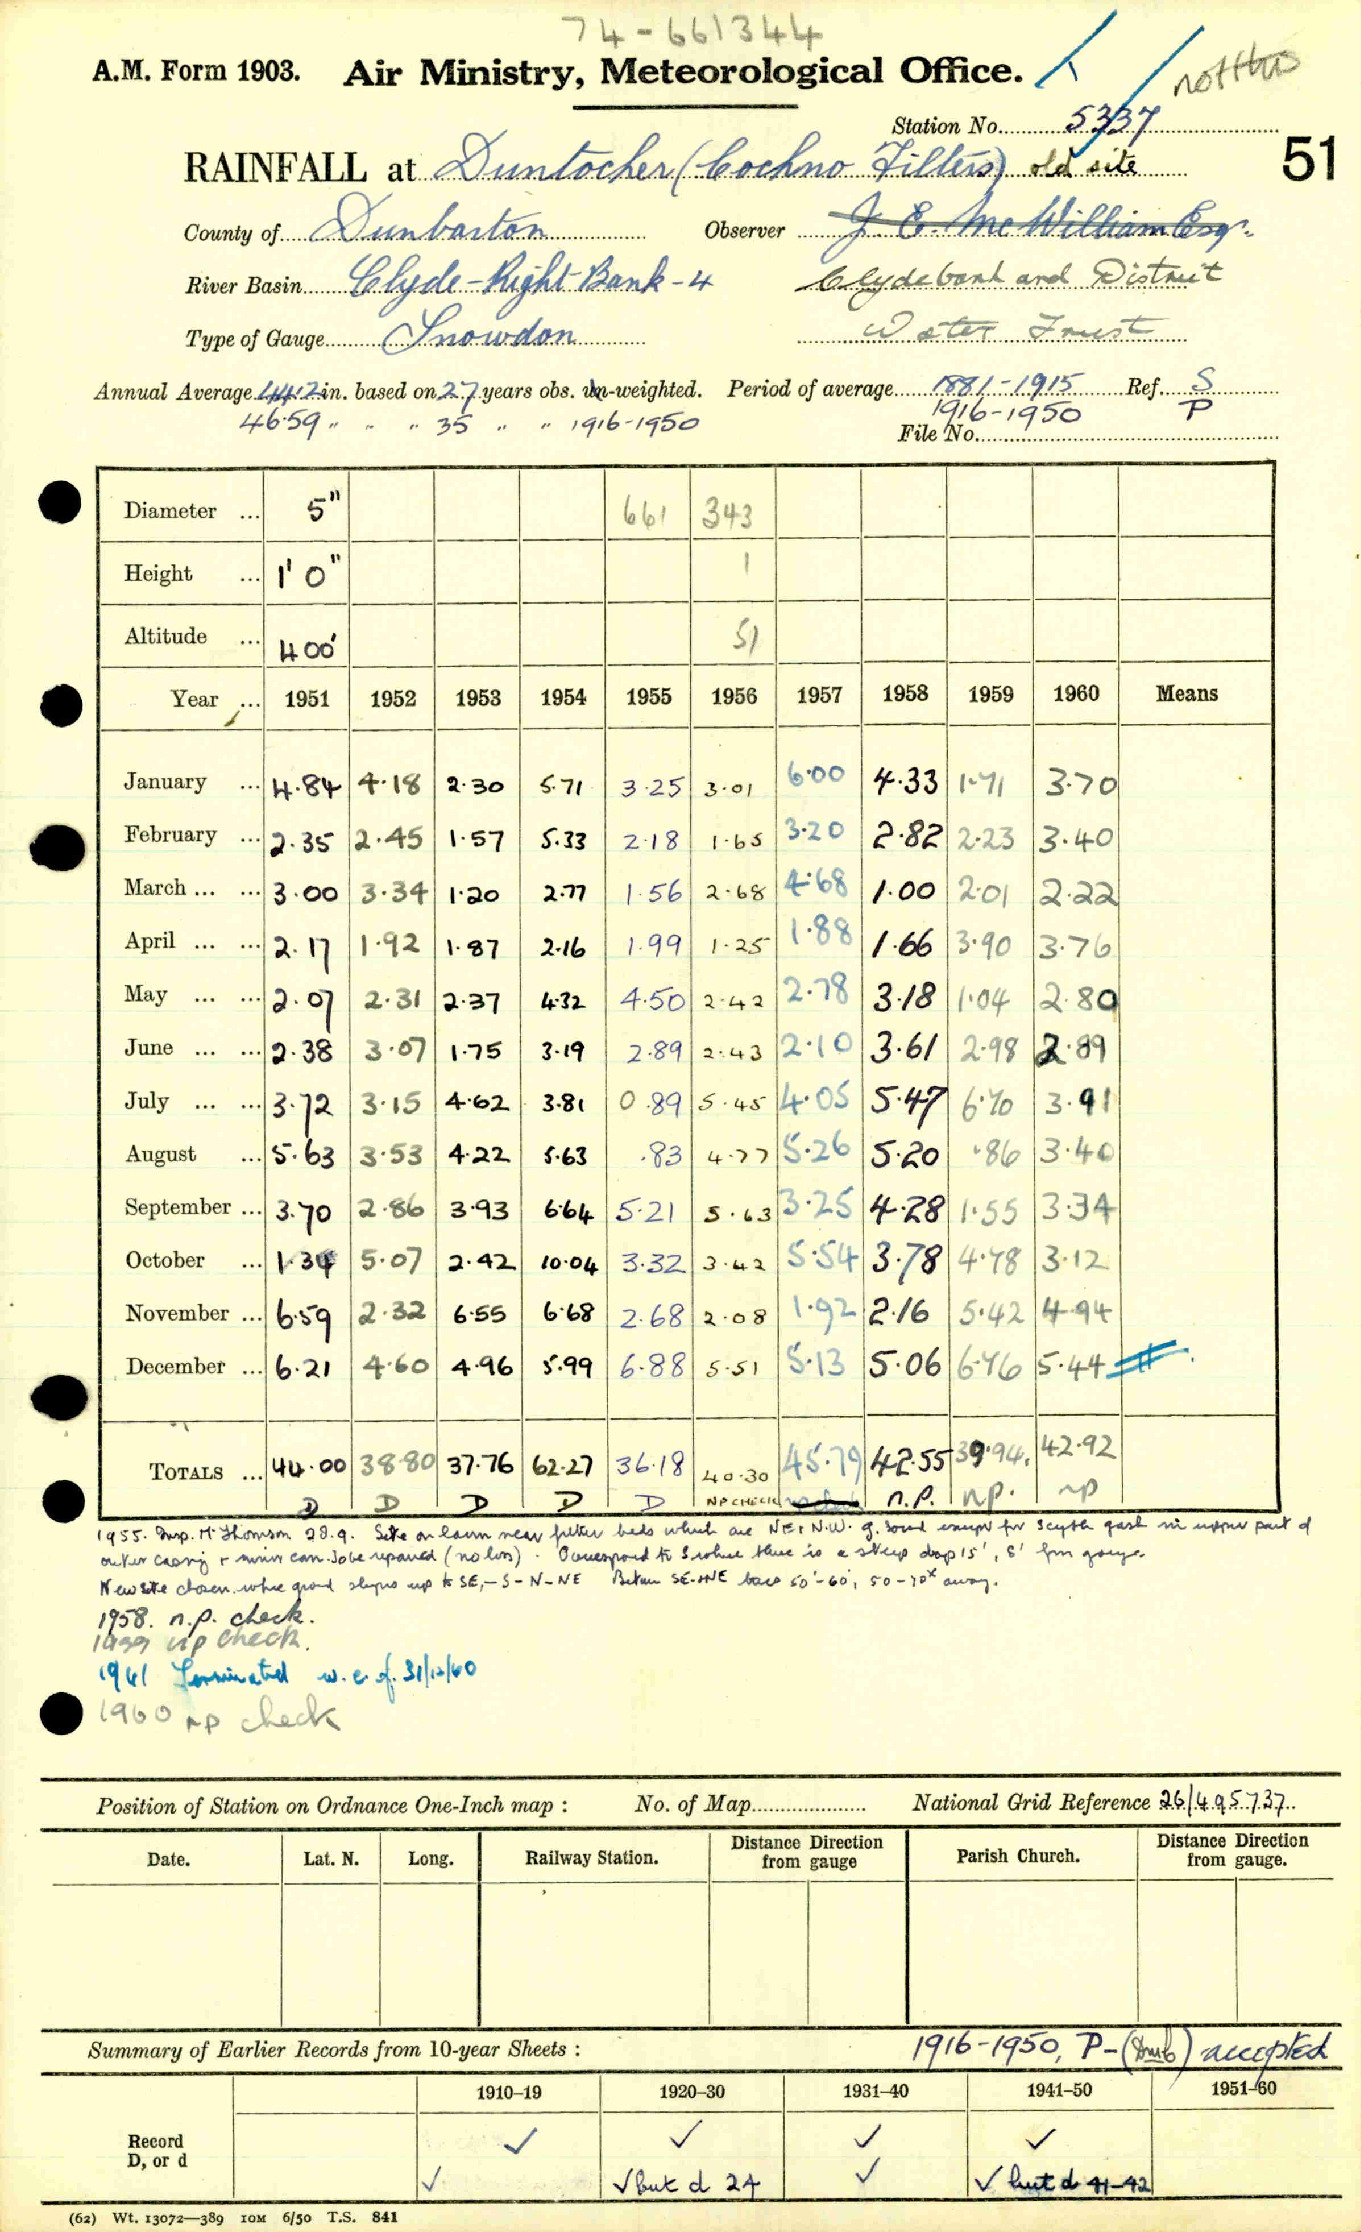 74-661344
A.M. Form 1903. Air Ministry, Meteorological Office. not this
Station No. 5337
RAINFALL at Duntocher (Cochno Filters) old site 51
County of Dunbarton Observer J. E. McWilliam Esq.
River Basin Clyde-Right Bank-4 Clydebank and District
Type of Gauge Snowdon Water Trust
Annual Average in. based on 27 years obs. un-weighted. Period of average 1881-1915 Ref. S
46.59 " " " 35 " " 1916-1950 1916-1950 P
File No.
Diameter ... 5" 661 343
Height ... 1' 0" 1
Altitude ... 400' 51
Year ... 1951 1952 1953 1954 1955 1956 1957 1958 1959 1960 Means
January ... 4.84 4.18 2.30 5.71 3.25 3.01 6.00 4.33 1.71 3.70
February ... 2.35 2.45 1.57 5.33 2.18 1.65 3.20 2.82 2.23 3.40
March ... ... 3.00 3.34 1.20 2.77 1.56 2.68 4.68 1.00 2.01 2.22
April ... ... 2.17 1.92 1.87 2.16 1.99 1.25 1.88 1.66 3.90 3.76
May ... ... 2.07 2.31 2.37 4.32 4.50 2.42 2.78 3.18 1.04 2.80
June ... ... 2.38 3.07 1.75 3.19 2.89 2.43 2.10 3.61 2.98 2.89
July ... ... 3.72 3.15 4.62 3.81 0.89 5.45 4.05 5.47 6.70 3.91
August ... 5.63 3.53 4.22 5.63 .83 4.77 5.26 5.20 .86 3.40
September ... 3.70 2.86 3.93 6.64 5.21 5.63 3.25 4.28 1.55 3.34
October ... 1.34 5.07 2.42 10.04 3.32 3.42 5.54 3.78 4.78 3.12
November ... 6.59 2.32 6.55 6.68 2.68 2.08 1.92 2.16 5.42 4.94
December ... 6.21 4.60 4.96 5.99 6.88 5.51 5.13 5.06 6.76 5.44
TOTALS ... 44.00 38.80 37.76 62.27 36.18 40.30 45.79 42.55 39.94 42.92
D D D D D NP CHECK n.p. np. np
1955. Insp. Mr Thomson 28.9. Site on lawn near filter beds which are NE & N.W. g. sound except for scythe gash in upper part of
outer casing + inner can. To be repaired (no loss). to S where there is a steep drop 15', 8' from gauge.
New site chosen where ground slopes up to SE,-S-N-NE 50'-60', 50-70x away.
1958. n.p. check.
1959 np check.
1961 Terminated w.e.f. 31/12/60
1960 np check
Position of Station on Ordnance One-Inch map : No. of Map National Grid Reference 26/495737
Date. Lat. N. Long. Railway Station. Distance Direction from gauge Parish Church. Distance Direction from gauge.
Summary of Earlier Records from 10-year Sheets : 1916-1950, P-() accepted
1910-19 1920-30 1931-40 1941-50 1951-60
Record ✓ ✓ ✓ ✓
D, or d ✓ ✓ but d 24 ✓ ✓ but d 41-42
(62) Wt. 13072—389 10M 6/50 T.S. 841